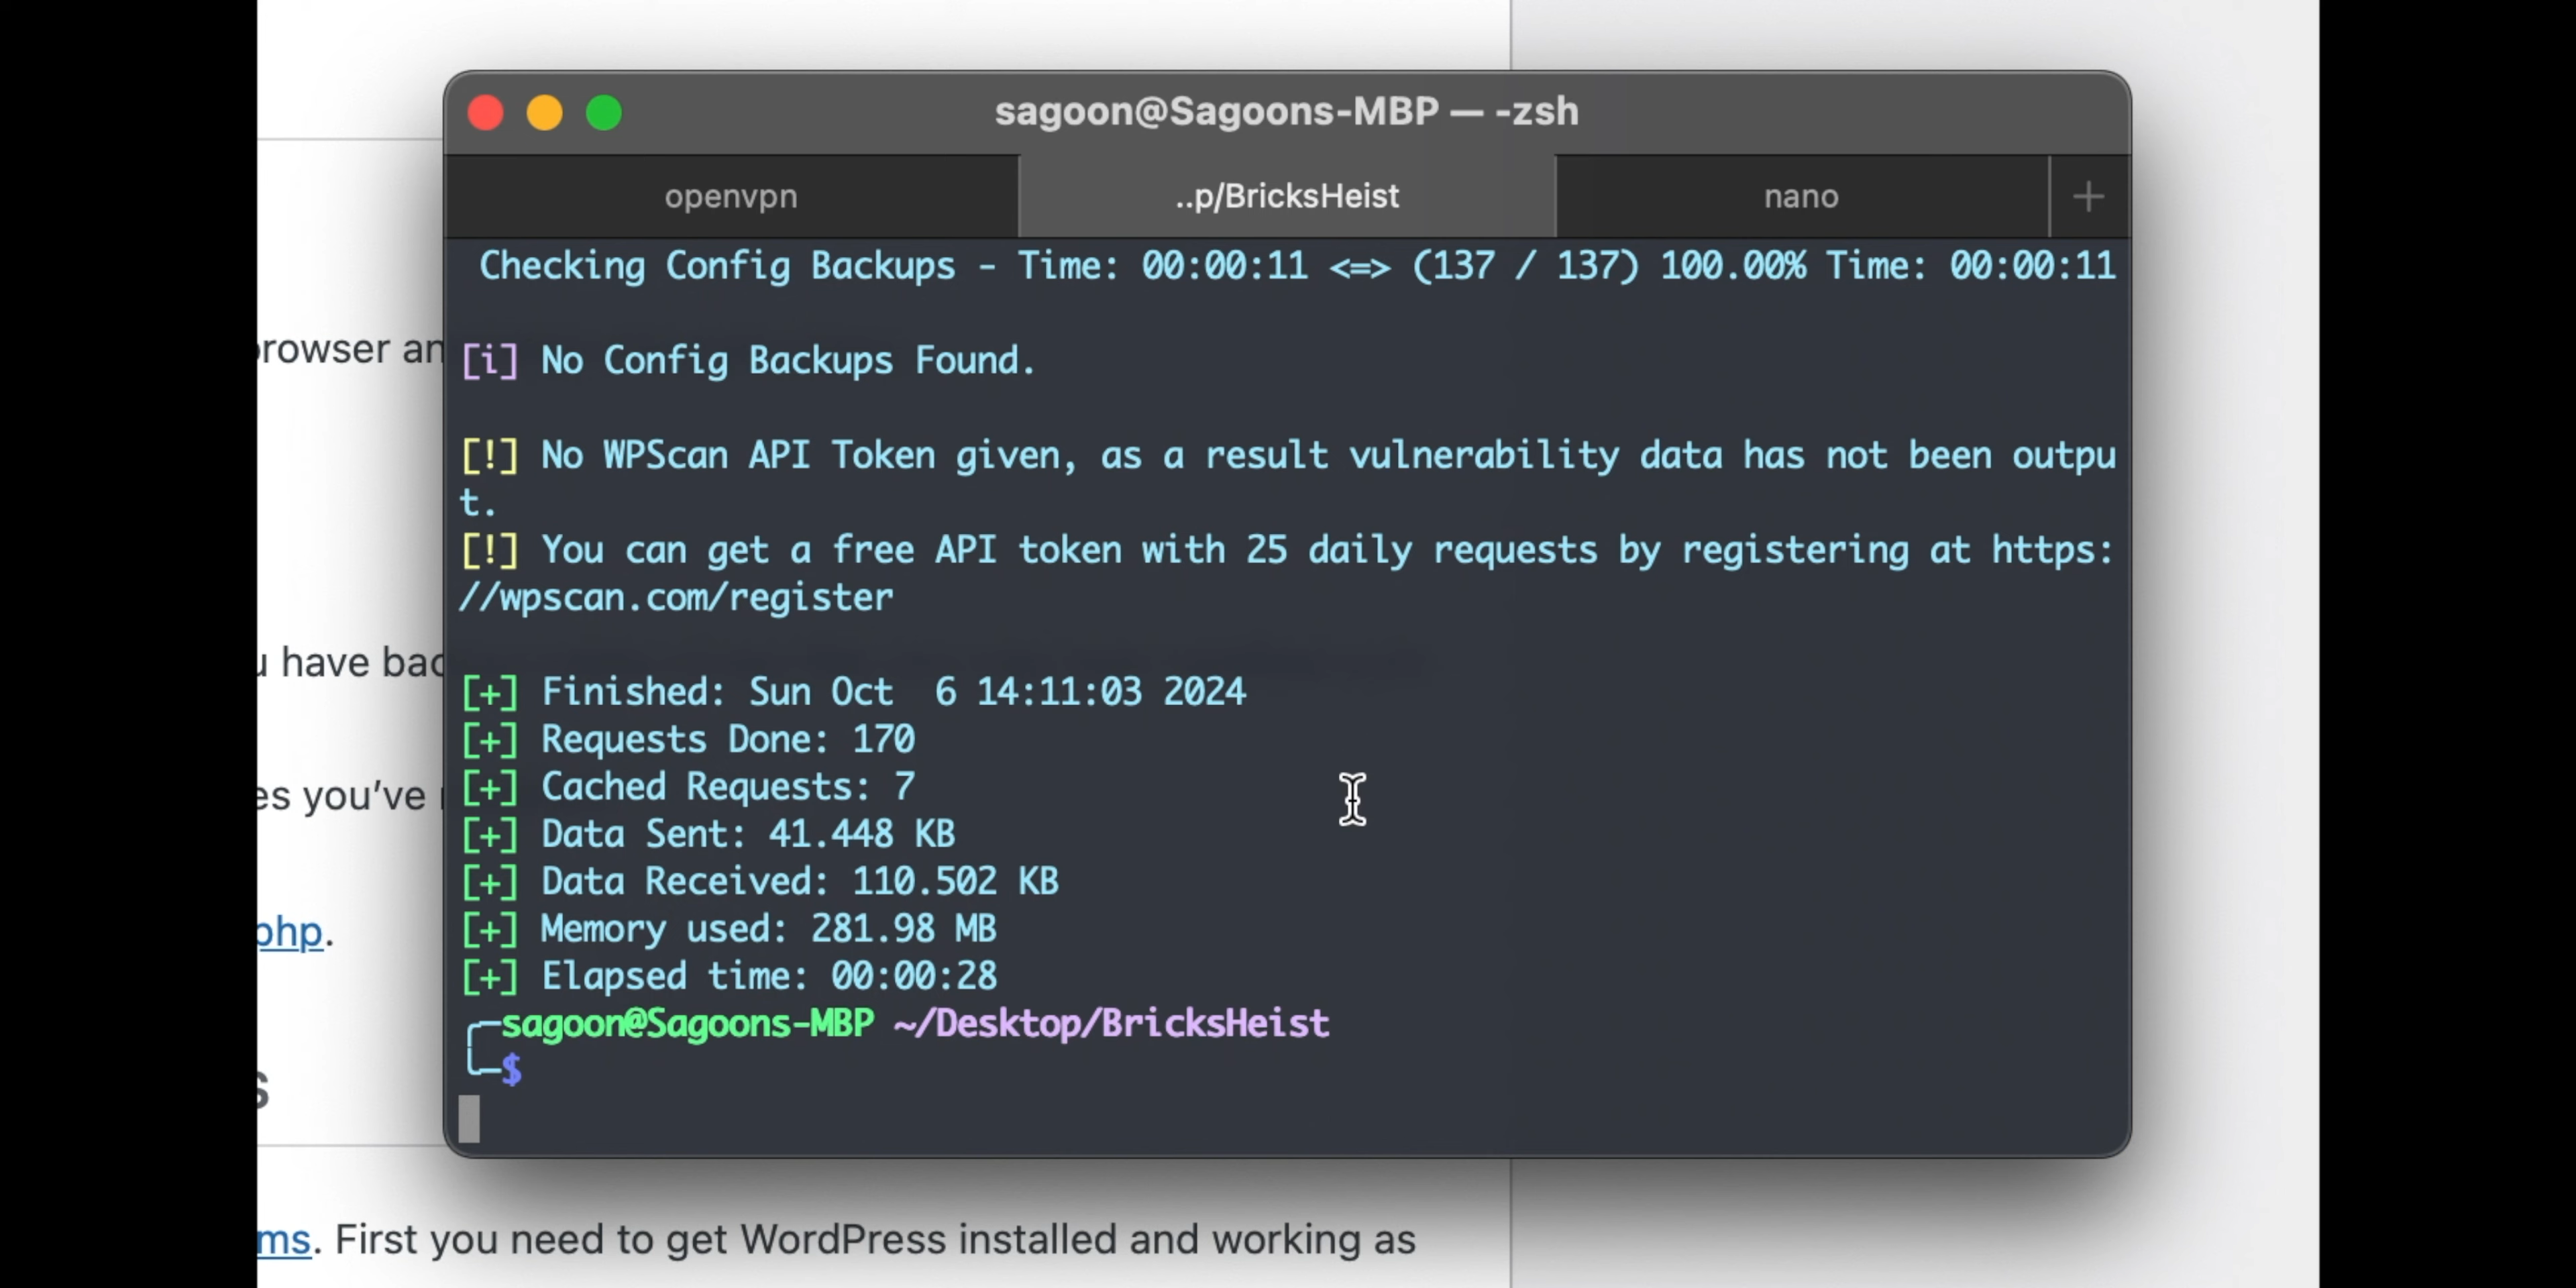 sagoon@Sagoons-MBP — -zsh
openvpn
..p/BricksHeist
nano
+
Checking Config Backups - Time: 00:00:11 <=> (137 / 137) 100.00% Time: 00:00:11
[i] No Config Backups Found.
[!] No WPScan API Token given, as a result vulnerability data has not been outpu
t.
[!] You can get a free API token with 25 daily requests by registering at https:
//wpscan.com/register
[+] Finished: Sun Oct  6 14:11:03 2024
[+] Requests Done: 170
[+] Cached Requests: 7
[+] Data Sent: 41.448 KB
[+] Data Received: 110.502 KB
[+] Memory used: 281.98 MB
[+] Elapsed time: 00:00:28
╭─sagoon@Sagoons-MBP ~/Desktop/BricksHeist
╰─$
have
you've
php.
ms. First you need to get WordPress installed and working as